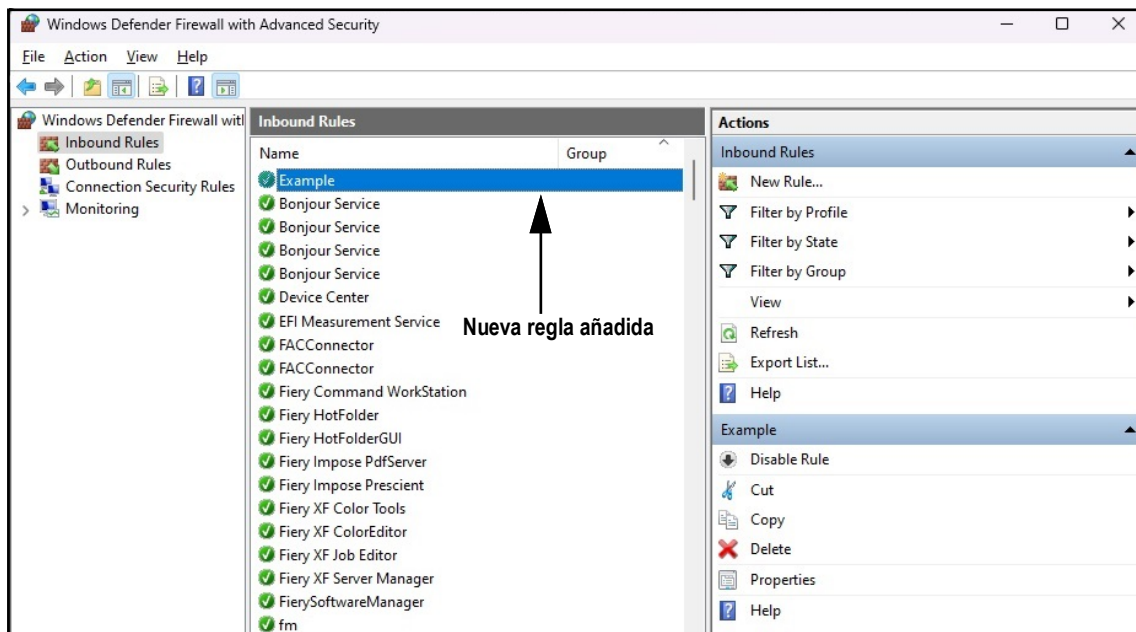 Windows Defender Firewall with Advanced Security
File Action View Help
Windows Defender Firewall witl
Inbound Rules
Outbound Rules
Connection Security Rules
Monitoring
Inbound Rules
Name Group
Example
Bonjour Service
Bonjour Service
Bonjour Service
Bonjour Service
Device Center
EFI Measurement Service
FACConnector
FACConnector
Fiery Command WorkStation
Fiery HotFolder
Fiery HotFolderGUI
Fiery Impose PdfServer
Fiery Impose Prescient
Fiery XF Color Tools
Fiery XF ColorEditor
Fiery XF Job Editor
Fiery XF Server Manager
FierySoftwareManager
fm
Nueva regla añadida
Actions
Inbound Rules
New Rule...
Filter by Profile
Filter by State
Filter by Group
View
Refresh
Export List...
Help
Example
Disable Rule
Cut
Copy
Delete
Properties
Help